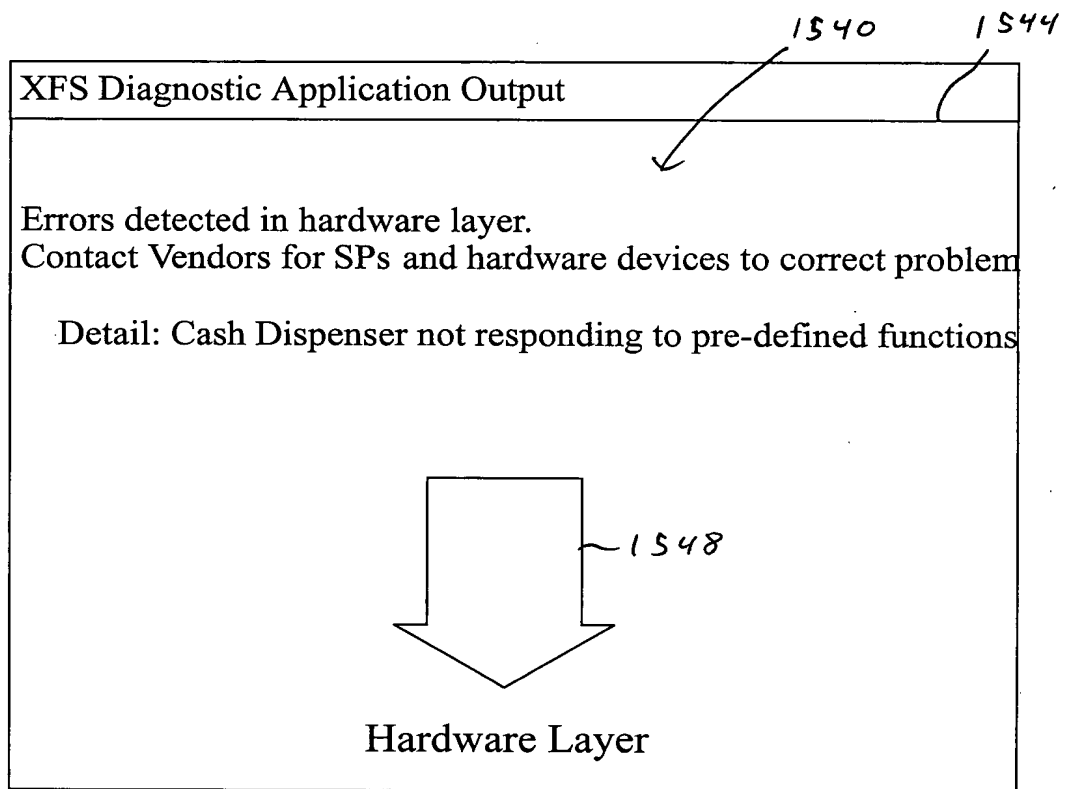 1540 1544
XFS Diagnostic Application Output
Errors detected in hardware layer.
Contact Vendors for SPs and hardware devices to correct problem
Detail: Cash Dispenser not responding to pre-defined functions
1548
Hardware Layer